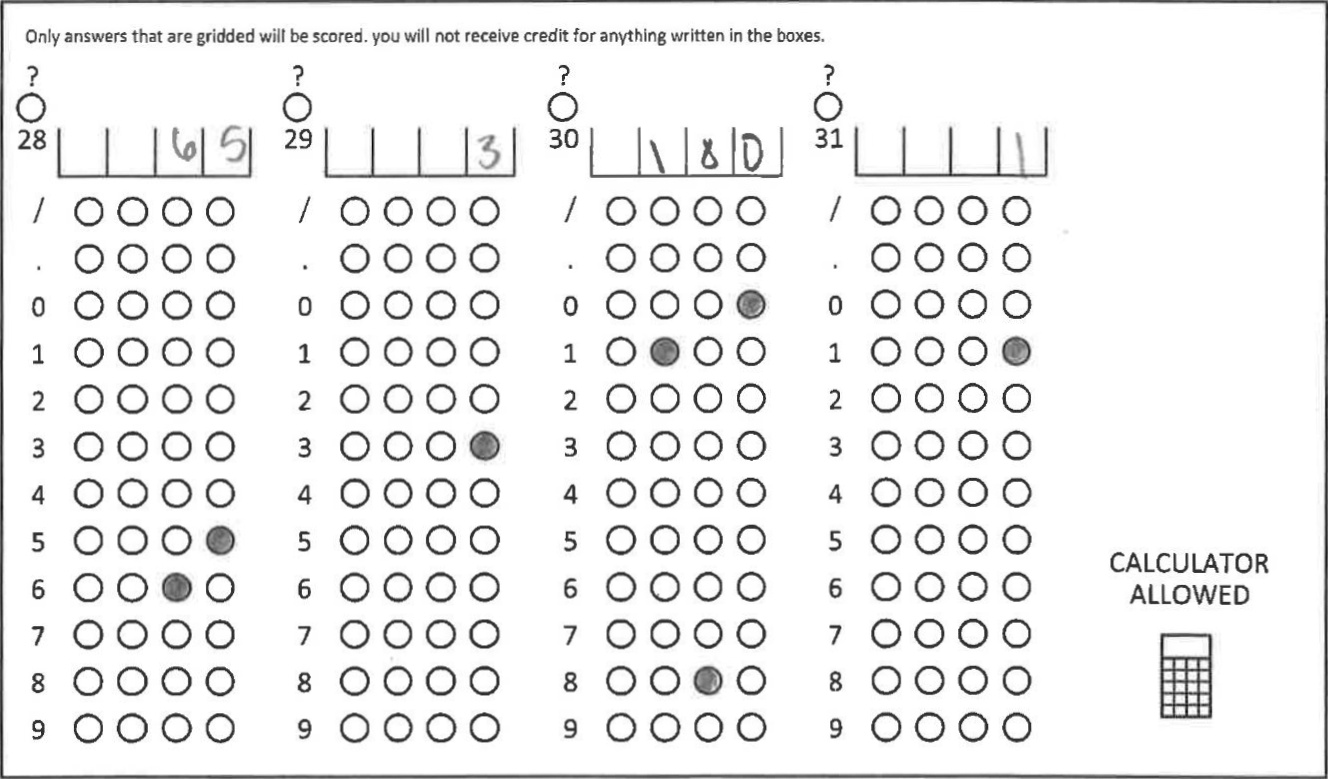 Only answers that are gridded will be scored. you will not receive credit for anything written in the boxes.
? ? ? ?
28 6 5 29 3 30 1 8 0 31 1
/ / / /
. . . .
0 0 0 0
1 1 1 1
2 2 2 2
3 3 3 3
4 4 4 4
5 5 5 5
6 6 6 6
7 7 7 7
8 8 8 8
9 9 9 9
CALCULATOR
ALLOWED